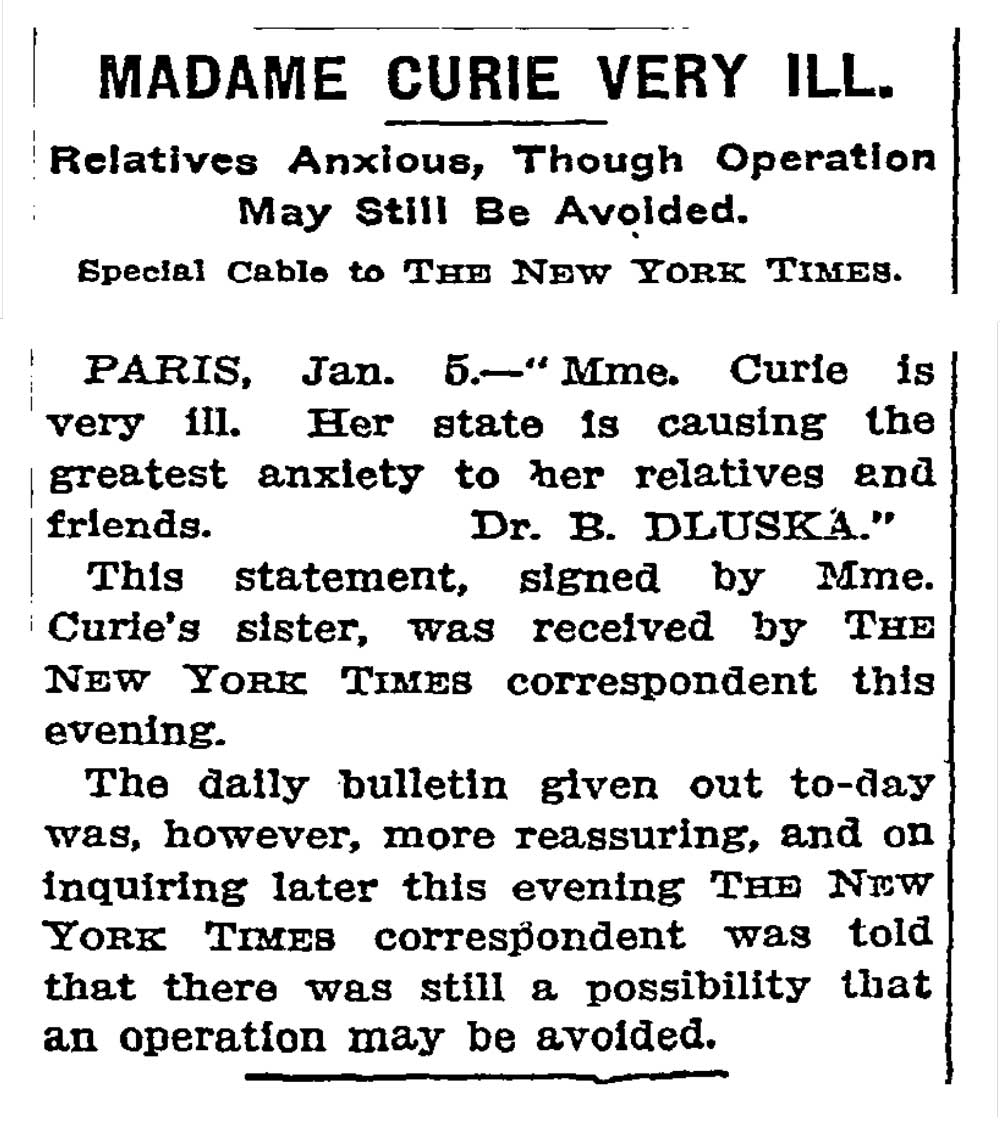 MADAME CURIE VERY ILL.
Relatives Anxious, Though Operation
May Still Be Avoided.
Special Cable to THE NEW YORK TIMES.
PARIS, Jan. 5.—"Mme. Curie is
very ill. Her state is causing the
greatest anxiety to her relatives and
friends. Dr. B. DLUSKA."
This statement, signed by Mme.
Curie's sister, was received by THE
NEW YORK TIMES correspondent this
evening.
The daily bulletin given out to-day
was, however, more reassuring, and on
inquiring later this evening THE NEW
YORK TIMES correspondent was told
that there was still a possibility that
an operation may be avoided.